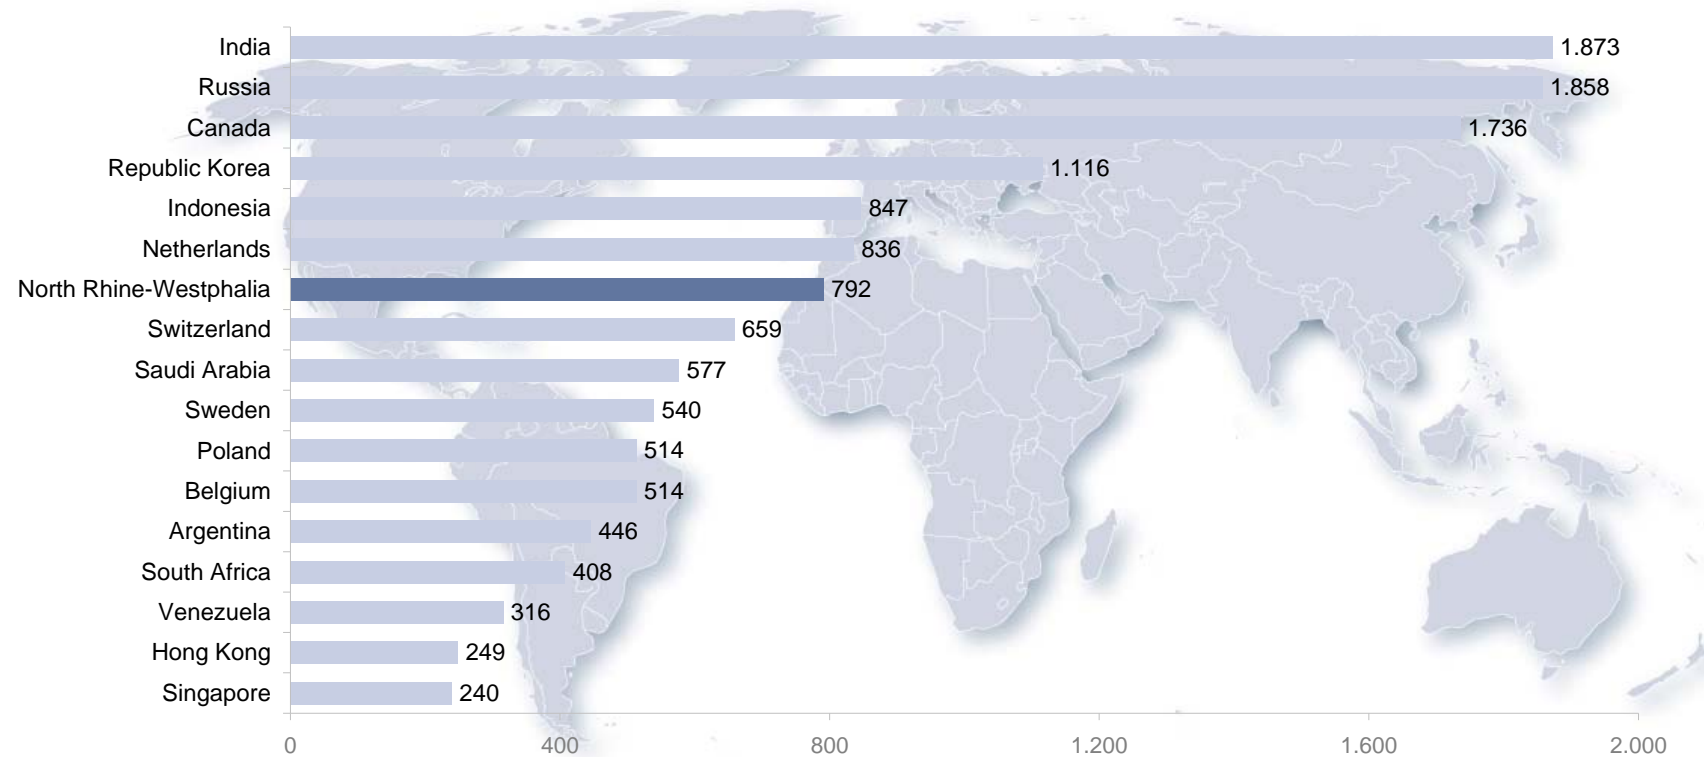 India 1.873
Russia 1.858
Canada 1.736
Republic Korea 1.116
Indonesia 847
Netherlands 836
North Rhine-Westphalia 792
Switzerland 659
Saudi Arabia 577
Sweden 540
Poland 514
Belgium 514
Argentina 446
South Africa 408
Venezuela 316
Hong Kong 249
Singapore 240
0 400 800 1.200 1.600 2.000